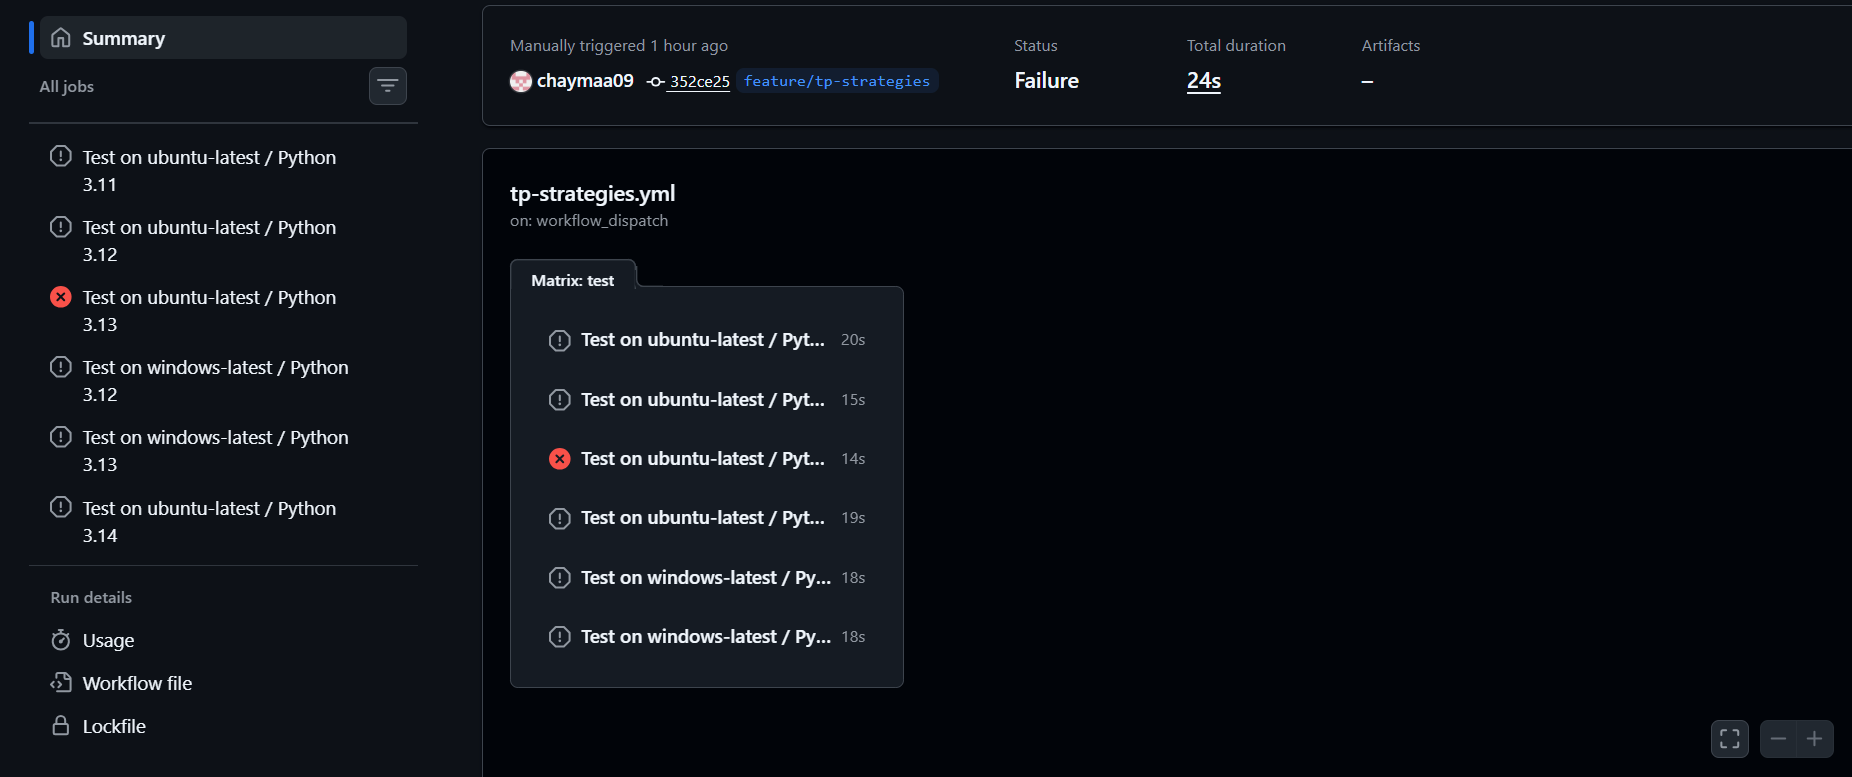 Summary
All jobs
Test on ubuntu-latest / Python
3.11
Test on ubuntu-latest / Python
3.12
Test on ubuntu-latest / Python
3.13
Test on windows-latest / Python
3.12
Test on windows-latest / Python
3.13
Test on ubuntu-latest / Python
3.14
Run details
Usage
Workflow file
Lockfile
Manually triggered 1 hour ago
chaymaa09 352ce25 feature/tp-strategies
Status
Failure
Total duration
24s
Artifacts
–
tp-strategies.yml
on: workflow_dispatch
Matrix: test
Test on ubuntu-latest / Pyt... 20s
Test on ubuntu-latest / Pyt... 15s
Test on ubuntu-latest / Pyt... 14s
Test on ubuntu-latest / Pyt... 19s
Test on windows-latest / Py... 18s
Test on windows-latest / Py... 18s